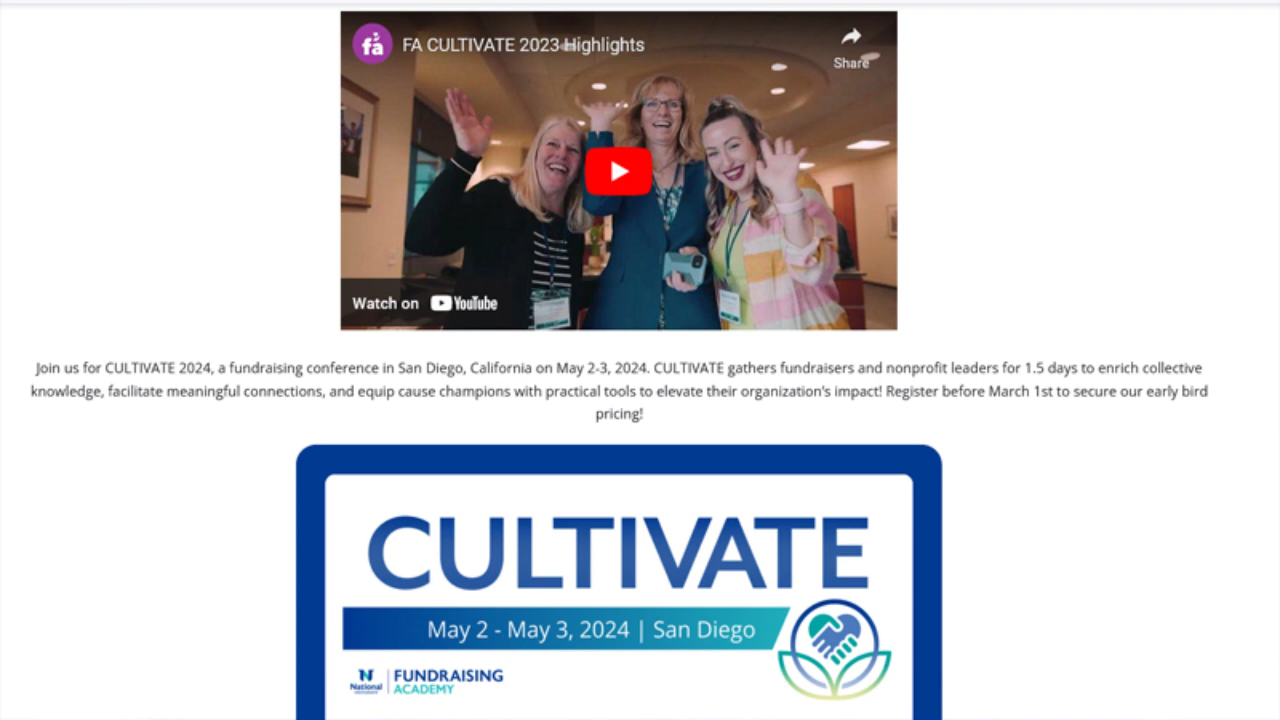 fa
FA CULTIVATE 2023 Highlights
Share
Watch on YouTube
Join us for CULTIVATE 2024, a fundraising conference in San Diego, California on May 2-3, 2024. CULTIVATE gathers fundraisers and nonprofit leaders for 1.5 days to enrich collective
knowledge, facilitate meaningful connections, and equip cause champions with practical tools to elevate their organization's impact! Register before March 1st to secure our early bird
pricing!
CULTIVATE
May 2 - May 3, 2024 | San Diego
N
National
FUNDRAISING
ACADEMY